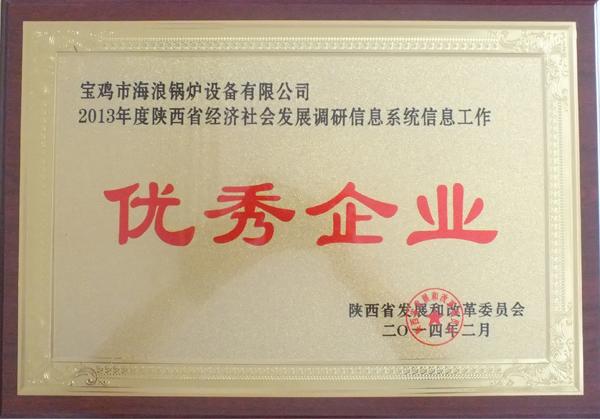 宝鸡市海浪锅炉设备有限公司
2013年度陕西省经济社会发展调研信息系统信息工作
优秀企业
陕西省发展和改革委员会
二〇一四年二月